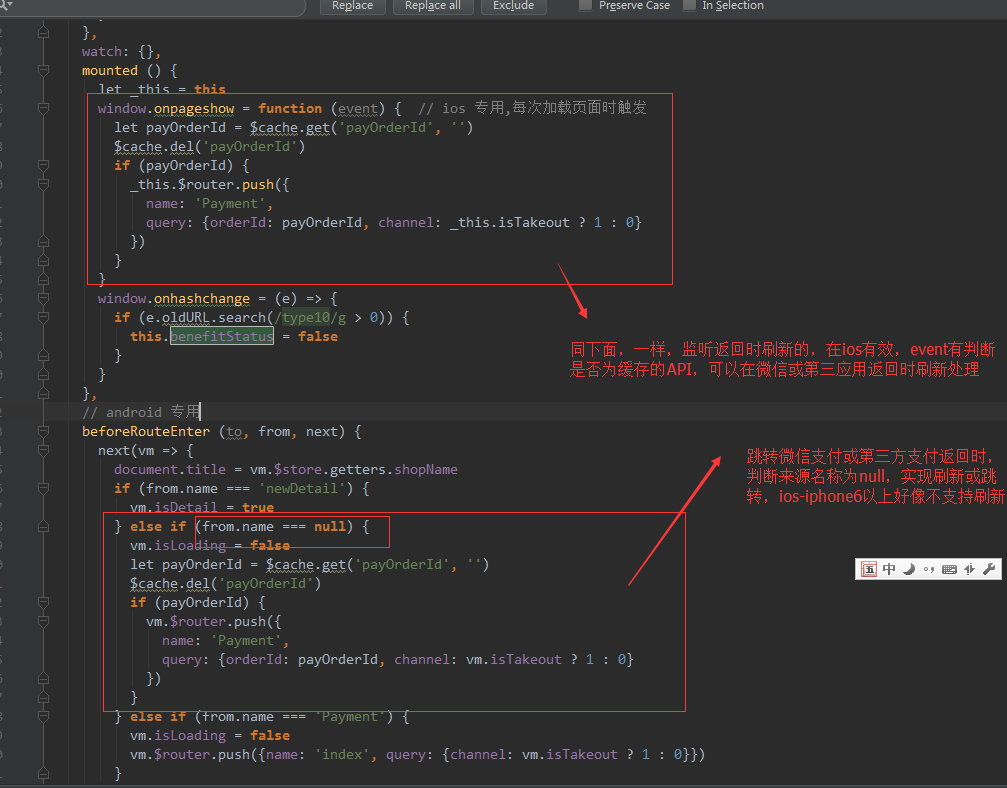 Replace Replace all Exclude Preserve Case In Selection
},
watch: {},
mounted () {
let _this = this
window.onpageshow = function (event) { // ios 专用,每次加载页面时触发
let payOrderId = $cache.get('payOrderId', '')
$cache.del('payOrderId')
if (payOrderId) {
_this.$router.push({
name: 'Payment',
query: {orderId: payOrderId, channel: _this.isTakeout ? 1 : 0}
})
}
}
window.onhashchange = (e) => {
if (e.oldURL.search(/type10/g > 0)) {
this.benefitStatus = false
}
}
},
同下面，一样，监听返回时刷新的，在ios有效，event有判断
是否为缓存的API，可以在微信或第三应用返回时刷新处理
// android 专用
beforeRouteEnter (to, from, next) {
next(vm => {
document.title = vm.$store.getters.shopName
if (from.name === 'newDetail') {
vm.isDetail = true
} else if (from.name === null) {
vm.isLoading = false
let payOrderId = $cache.get('payOrderId', '')
$cache.del('payOrderId')
if (payOrderId) {
vm.$router.push({
name: 'Payment',
query: {orderId: payOrderId, channel: vm.isTakeout ? 1 : 0}
})
}
} else if (from.name === 'Payment') {
vm.isLoading = false
vm.$router.push({name: 'index', query: {channel: vm.isTakeout ? 1 : 0}})
}
跳转微信支付或第三方支付返回时，
判断来源名称为null，实现刷新或跳
转，ios-iphone6以上好像不支持刷新
五 中